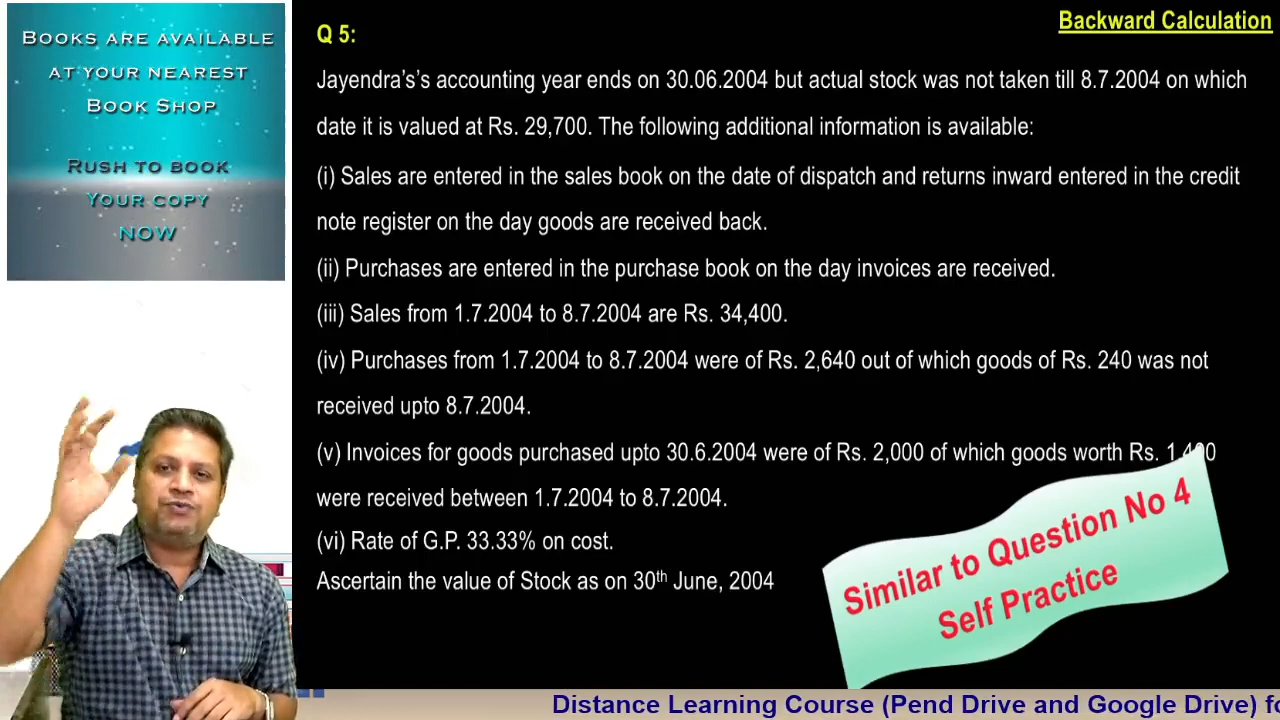 BOOKS ARE AVAILABLE
AT YOUR NEAREST
BOOK SHOP
RUSH TO BOOK
YOUR COPY
NOW
Backward Calculation
Q 5:
Jayendra’s’s accounting year ends on 30.06.2004 but actual stock was not taken till 8.7.2004 on which
date it is valued at Rs. 29,700. The following additional information is available:
(i) Sales are entered in the sales book on the date of dispatch and returns inward entered in the credit
note register on the day goods are received back.
(ii) Purchases are entered in the purchase book on the day invoices are received.
(iii) Sales from 1.7.2004 to 8.7.2004 are Rs. 34,400.
(iv) Purchases from 1.7.2004 to 8.7.2004 were of Rs. 2,640 out of which goods of Rs. 240 was not
received upto 8.7.2004.
(v) Invoices for goods purchased upto 30.6.2004 were of Rs. 2,000 of which goods worth Rs.
were received between 1.7.2004 to 8.7.2004.
(vi) Rate of G.P. 33.33% on cost.
Ascertain the value of Stock as on 30th June, 2004
Similar to Question No 4
Self Practice
Distance Learning Course (Pend Drive and Google Drive)